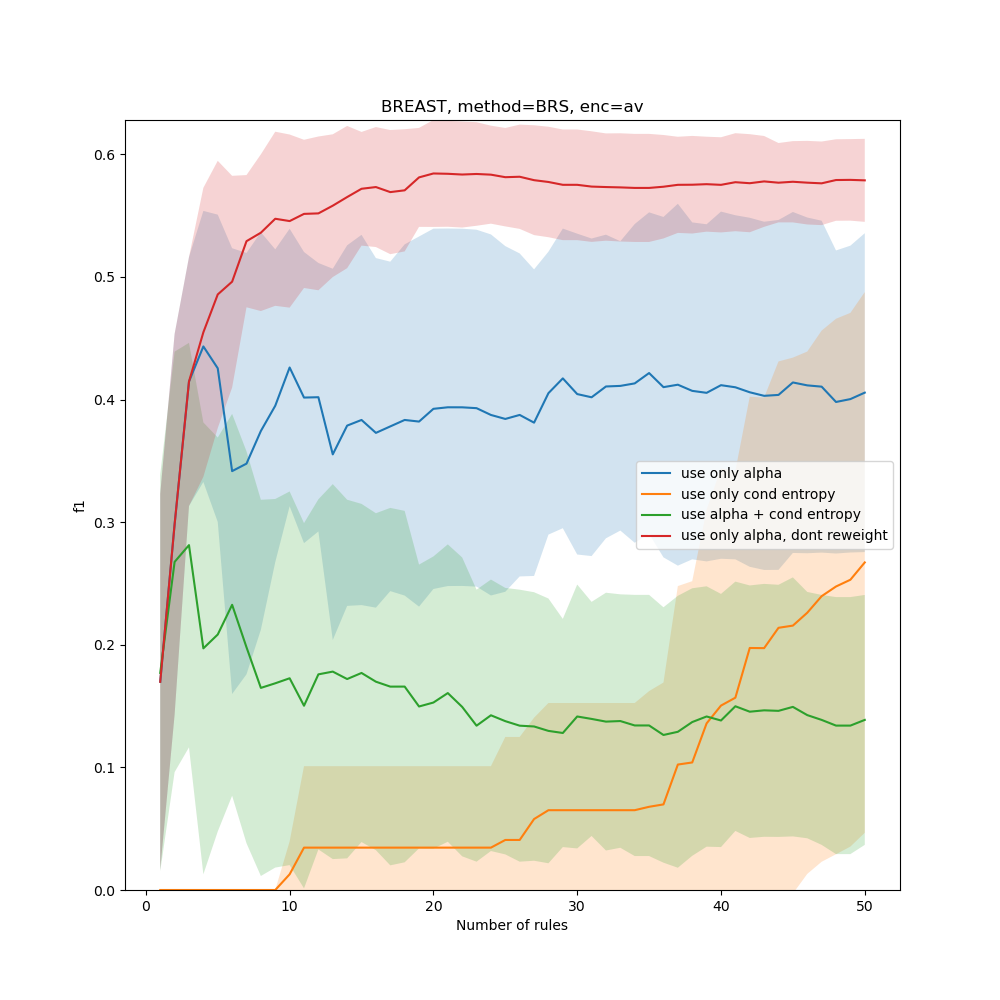 BREAST, method=BRS, enc=av
f1
0.6
0.5
0.4
0.3
0.2
0.1
0.0
use only alpha
use only cond entropy
use alpha + cond entropy
use only alpha, dont reweight
0 10 20 30 40 50
Number of rules